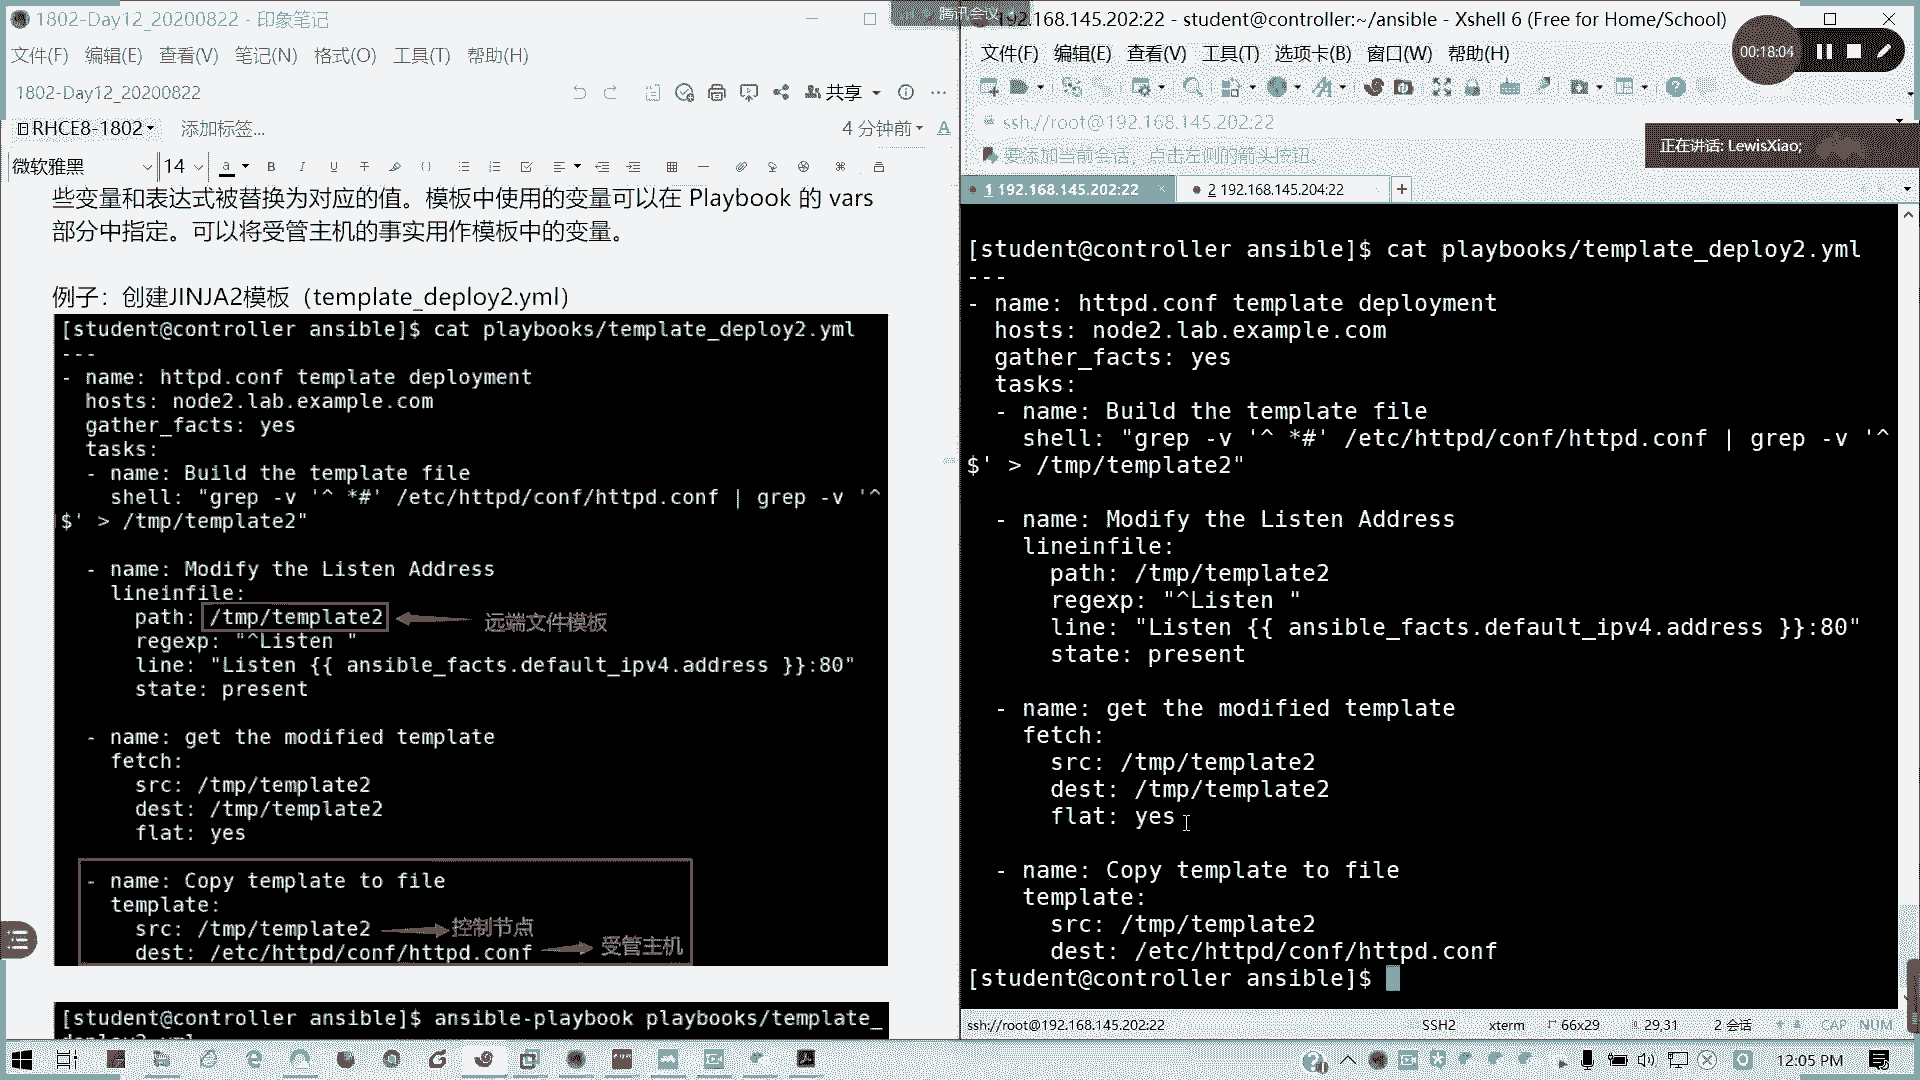 1802-Day12_20200822 - 印象笔记
文件(F) 编辑(E) 查看(V) 笔记(N) 格式(O) 工具(T) 帮助(H)
1802-Day12_20200822
共享
RHCE8-1802
添加标签...
4 分钟前
微软雅黑 14
些变量和表达式被替换为对应的值。模板中使用的变量可以在 Playbook 的 vars
部分中指定。可以将受管主机的事实用作模板中的变量。
例子：创建JINJA2模板（template_deploy2.yml）
[student@controller ansible]$ cat playbooks/template_deploy2.yml
---
- name: httpd.conf template deployment
hosts: node2.lab.example.com
gather_facts: yes
tasks:
- name: Build the template file
shell: "grep -v '^ *#' /etc/httpd/conf/httpd.conf | grep -v '^
$' > /tmp/template2"
- name: Modify the Listen Address
lineinfile:
path: /tmp/template2
远端文件模板
regexp: "^Listen "
line: "Listen {{ ansible_facts.default_ipv4.address }}:80"
state: present
- name: get the modified template
fetch:
src: /tmp/template2
dest: /tmp/template2
flat: yes
- name: Copy template to file
template:
src: /tmp/template2 控制节点
dest: /etc/httpd/conf/httpd.conf 受管主机
[student@controller ansible]$ ansible-playbook playbooks/template_
deploy2.yml
腾讯会议
192.168.145.202:22 - student@controller:~/ansible - Xshell 6 (Free for Home/School)
文件(F) 编辑(E) 查看(V) 工具(T) 选项卡(B) 窗口(W) 帮助(H)
00:18:04
ssh://root@192.168.145.202:22
要添加当前会话，点击左侧的箭头按钮。
正在讲话: LewisXiao;
1 192.168.145.202:22
2 192.168.145.204:22
[student@controller ansible]$ cat playbooks/template_deploy2.yml
---
- name: httpd.conf template deployment
hosts: node2.lab.example.com
gather_facts: yes
tasks:
- name: Build the template file
shell: "grep -v '^ *#' /etc/httpd/conf/httpd.conf | grep -v '^
$' > /tmp/template2"
- name: Modify the Listen Address
lineinfile:
path: /tmp/template2
regexp: "^Listen "
line: "Listen {{ ansible_facts.default_ipv4.address }}:80"
state: present
- name: get the modified template
fetch:
src: /tmp/template2
dest: /tmp/template2
flat: yes
- name: Copy template to file
template:
src: /tmp/template2
dest: /etc/httpd/conf/httpd.conf
[student@controller ansible]$
ssh://root@192.168.145.202:22 SSH2 xterm 66x29 29,31 2 会话 CAP NUM
12:05 PM